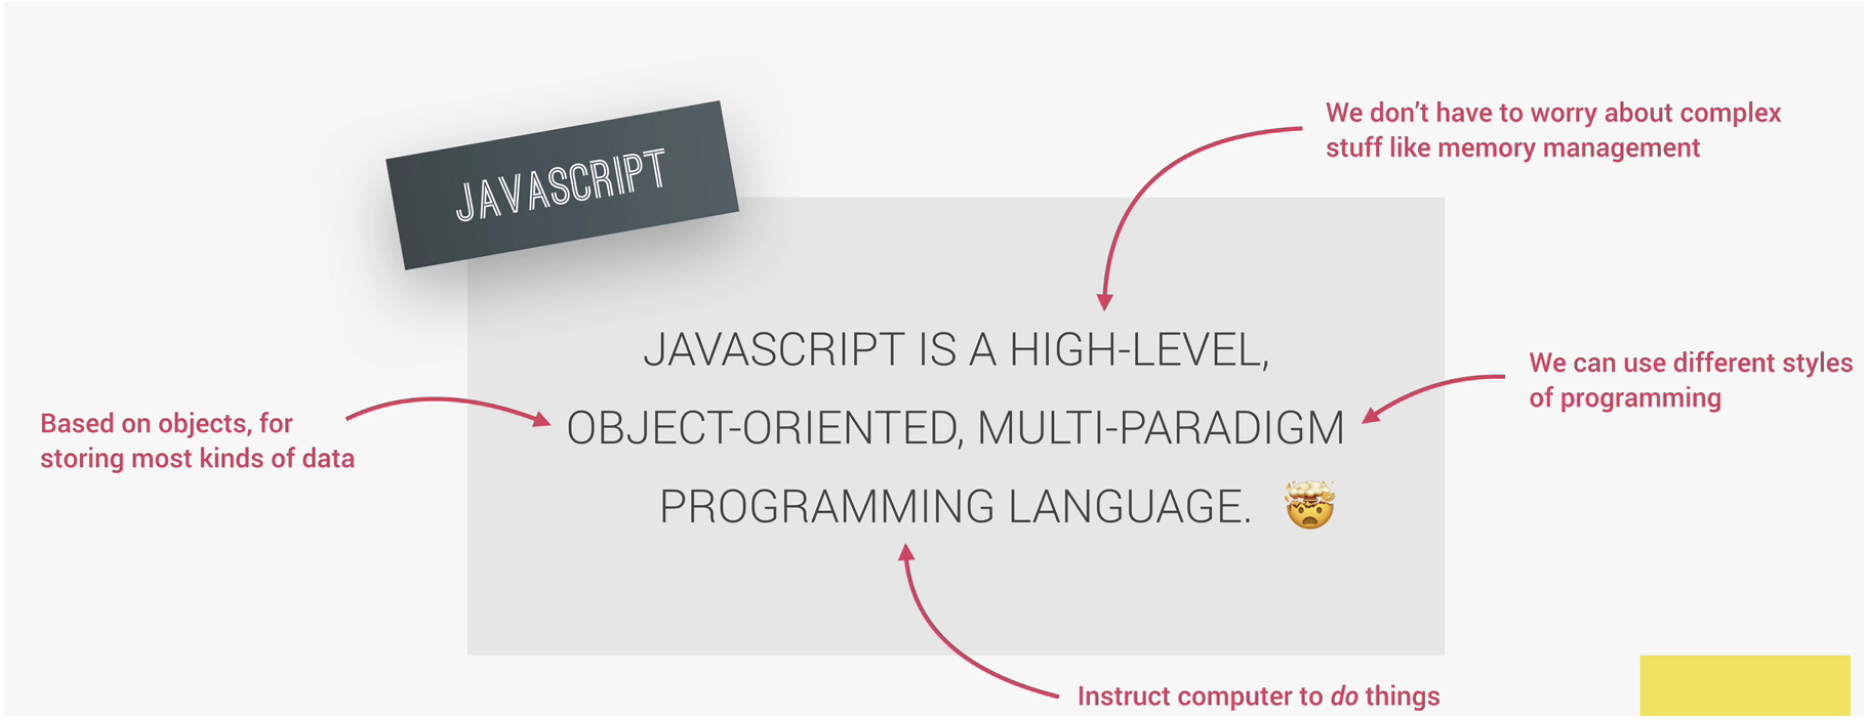 JAVASCRIPT
We don't have to worry about complex
stuff like memory management
JAVASCRIPT IS A HIGH-LEVEL,
OBJECT-ORIENTED, MULTI-PARADIGM
PROGRAMMING LANGUAGE. 🤯
We can use different styles
of programming
Based on objects, for
storing most kinds of data
Instruct computer to do things